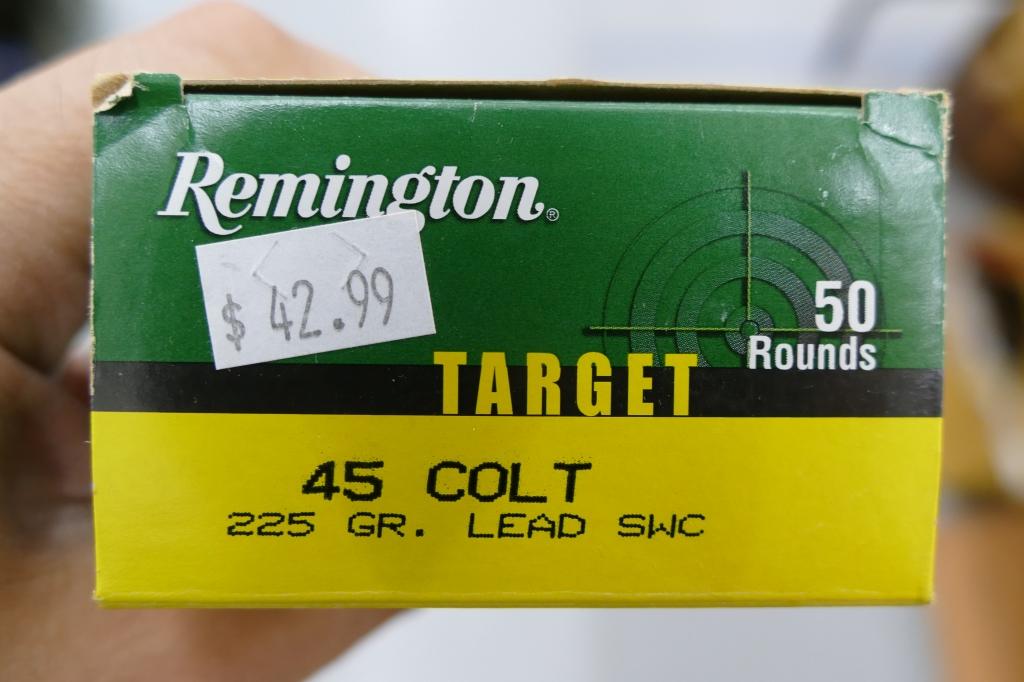 Remington®
$ 42.99
50
Rounds
TARGET
45 COLT
225 GR. LEAD SWC